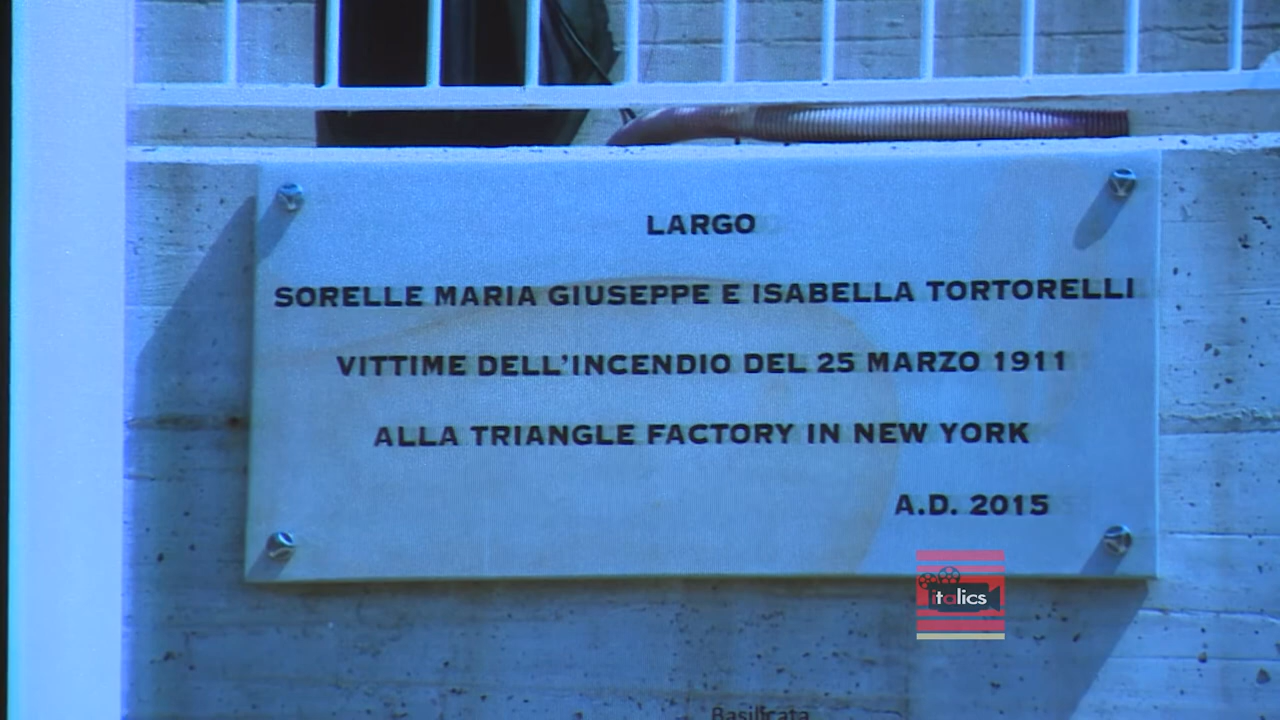 LARGO
SORELLE MARIA GIUSEPPE E ISABELLA TORTORELLI
VITTIME DELL'INCENDIO DEL 25 MARZO 1911
ALLA TRIANGLE FACTORY IN NEW YORK
A.D. 2015
italics
Basilicata